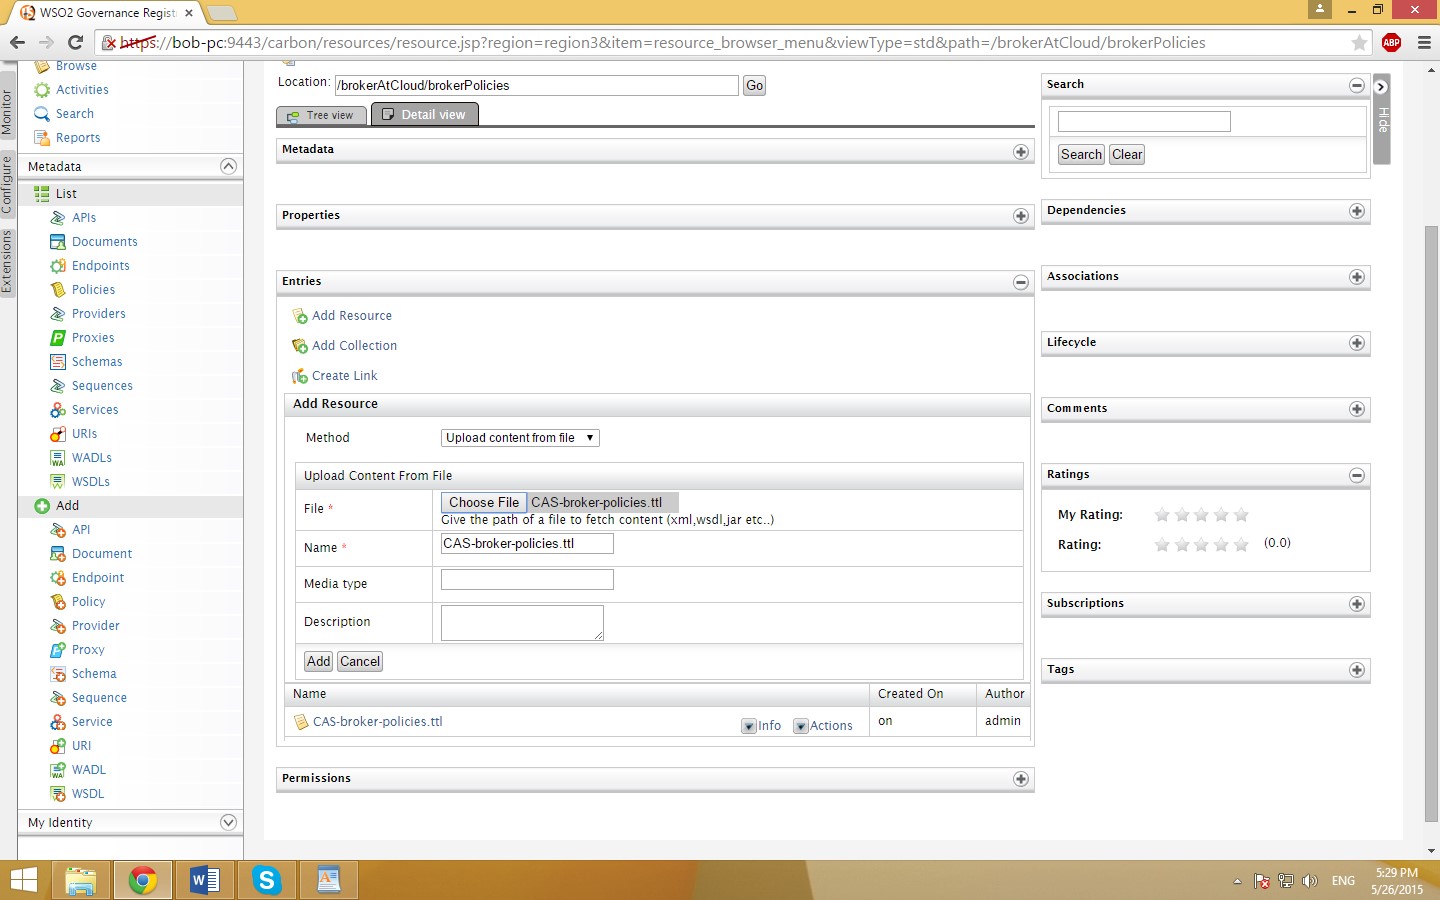 WSO2 Governance Regist
https://bob-pc:9443/carbon/resources/resource.jsp?region=region3&item=resource_browser_menu&viewType=std&path=/brokerAtCloud/brokerPolicies
ABP
Monitor
Configure
Extensions
Browse
Activities
Search
Reports
Metadata
List
APIs
Documents
Endpoints
Policies
Providers
Proxies
Schemas
Sequences
Services
URIs
WADLs
WSDLs
Add
API
Document
Endpoint
Policy
Provider
Proxy
Schema
Sequence
Service
URI
WADL
WSDL
My Identity
Location: /brokerAtCloud/brokerPolicies Go
Tree view Detail view
Metadata
Properties
Entries
Add Resource
Add Collection
Create Link
Add Resource
Method Upload content from file
Upload Content From File
File * Choose File CAS-broker-policies.ttl
Give the path of a file to fetch content (xml,wsdl,jar etc..)
Name * CAS-broker-policies.ttl
Media type
Description
Add Cancel
Name Created On Author
CAS-broker-policies.ttl Info Actions on admin
Permissions
Search
Search Clear
Hide
Dependencies
Associations
Lifecycle
Comments
Ratings
My Rating:
Rating: (0.0)
Subscriptions
Tags
ENG
5:29 PM
5/26/2015